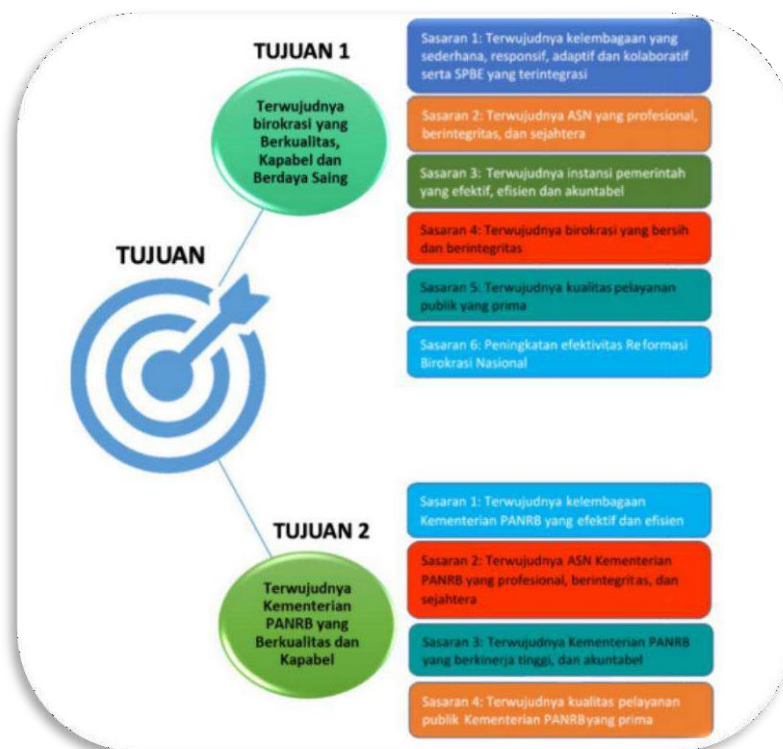 TUJUAN
TUJUAN 1
Terwujudnya
birokrasi yang
Berkualitas,
Kapabel dan
Berdaya Saing
Sasaran 1: Terwujudnya kelembagaan yang
sederhana, responsif, adaptif dan kolaboratif
serta SPBE yang terintegrasi
Sasaran 2: Terwujudnya ASN yang profesional,
berintegritas, dan sejahtera
Sasaran 3: Terwujudnya instansi pemerintah
yang efektif, efisien dan akuntabel
Sasaran 4: Terwujudnya birokrasi yang bersih
dan berintegritas
Sasaran 5: Terwujudnya kualitas pelayanan
publik yang prima
Sasaran 6: Peningkatan efektivitas Reformasi
Birokrasi Nasional
TUJUAN 2
Terwujudnya
Kementerian
PANRB yang
Berkualitas dan
Kapabel
Sasaran 1: Terwujudnya kelembagaan
Kementerian PANRB yang efektif dan efisien
Sasaran 2: Terwujudnya ASN Kementerian
PANRB yang profesional, berintegritas, dan
sejahtera
Sasaran 3: Terwujudnya Kementerian PANRB
yang berkinerja tinggi, dan akuntabel
Sasaran 4: Terwujudnya kualitas pelayanan
publik Kementerian PANRB yang prima